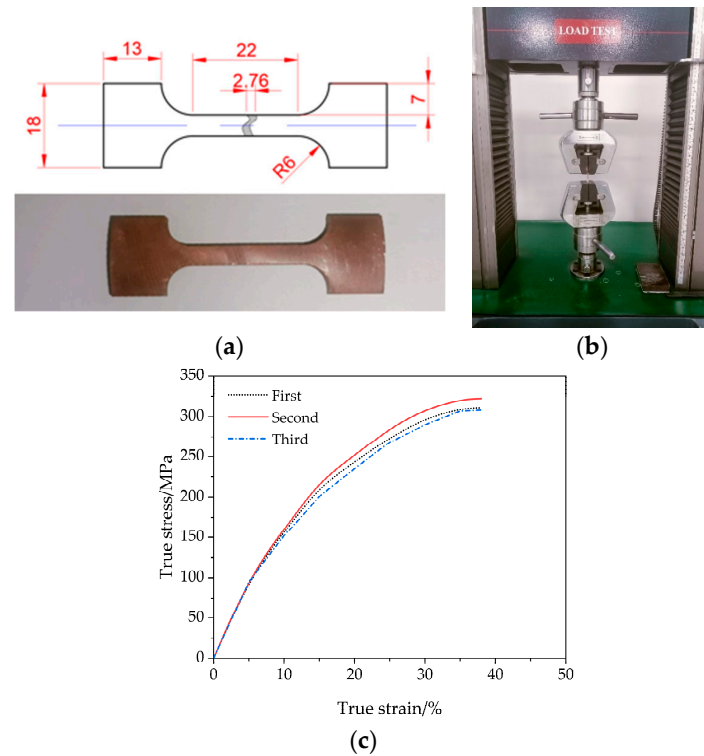 13
22
2.76
7
18
R6
LOAD TEST
(a)
(b)
350
300
250
200
150
100
50
0
True stress/MPa
First
Second
Third
0 10 20 30 40 50
True strain/%
(c)